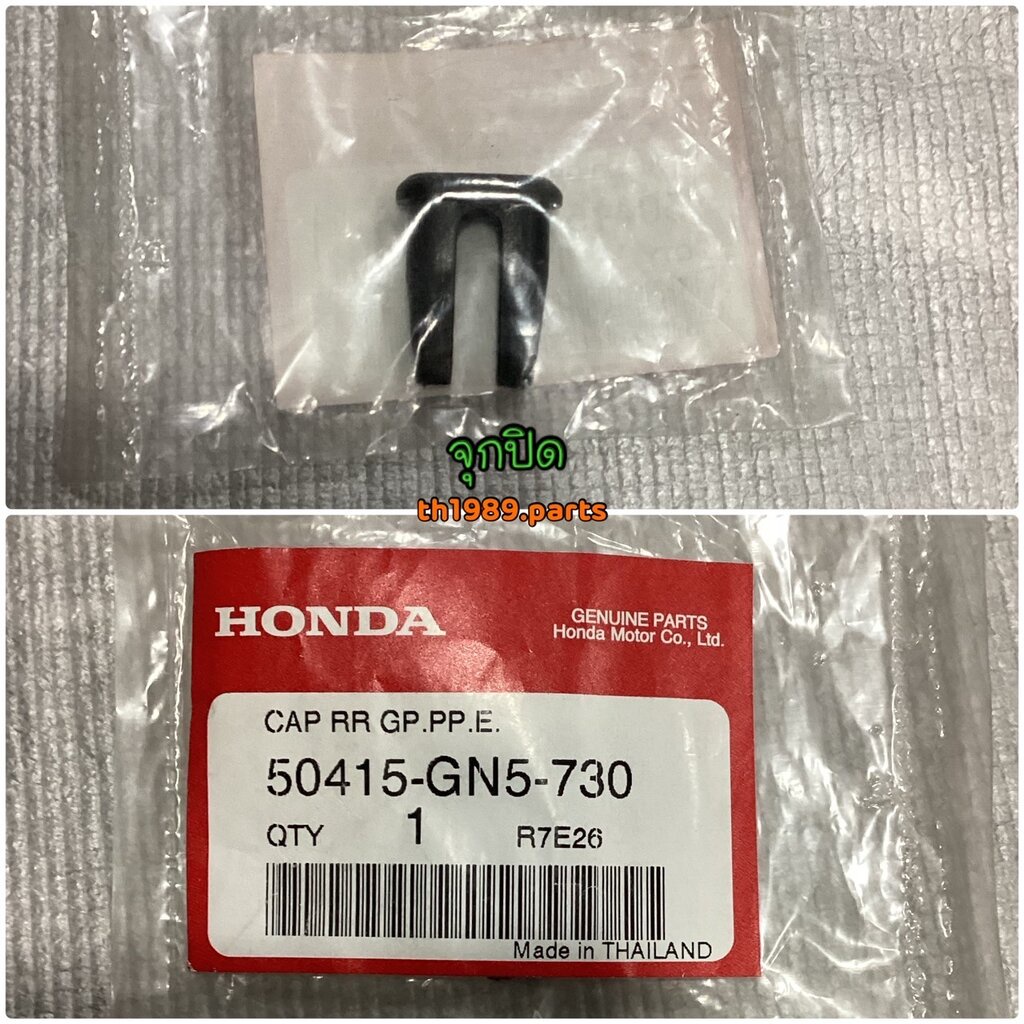 จุกปิด
th1989.parts
HONDA
GENUINE PARTS
Honda Motor Co., Ltd.
CAP RR GP.PP.E.
50415-GN5-730
QTY 1 R7E26
Made in THAILAND